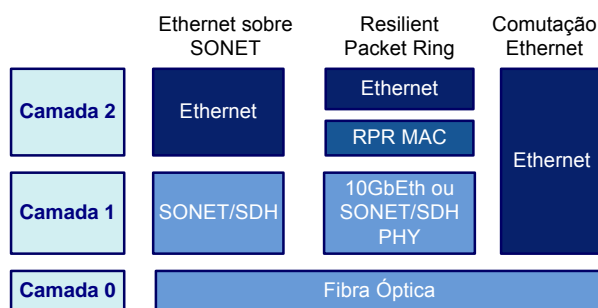 Ethernet sobre
SONET
Resilient
Packet Ring
Comutação
Ethernet
Camada 2
Ethernet
Ethernet
RPR MAC
Ethernet
Camada 1
SONET/SDH
10GbEth ou
SONET/SDH
PHY
Camada 0
Fibra Óptica